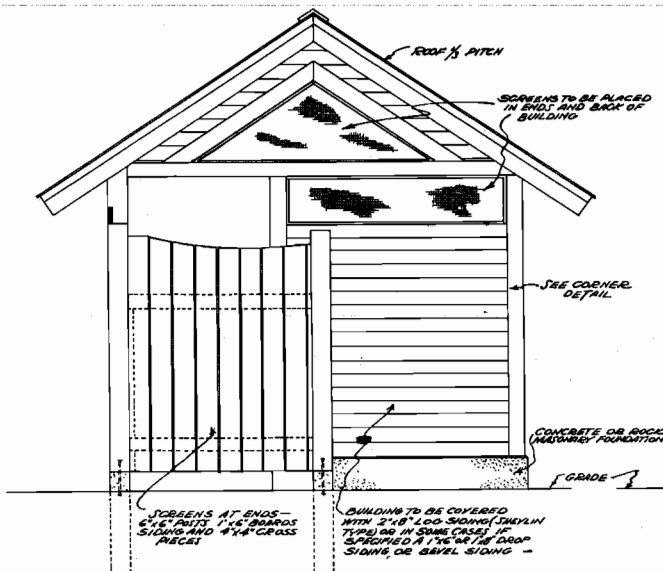 ROOF 1/3 PITCH
SCREENS TO BE PLACED
IN ENDS AND BACK OF
BUILDING
SEE CORNER
DETAIL
CONCRETE OR ROCK
MASONARY FOUNDATION
GRADE
SCREENS AT ENDS—
6"x6" POSTS 1"x6" BOARDS
SIDING AND 4"x4" CROSS
PIECES
BUILDING TO BE COVERED
WITH 2"x8" LOG SIDING (SHEVLIN
TYPE) OR IN SOME CASES IF
SPECIFIED A 1"x6" OR 1"x8" DROP
SIDING, OR BEVEL SIDING —